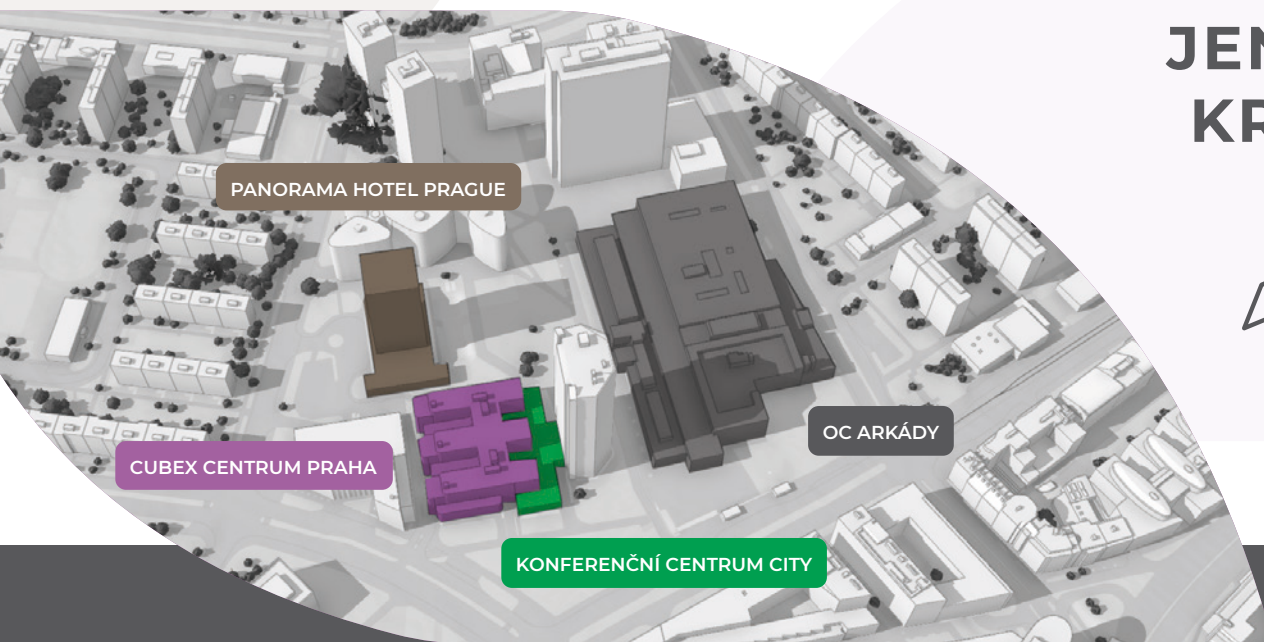 PANORAMA HOTEL PRAGUE
OC ARKÁDY
CUBEX CENTRUM PRAHA
KONFERENČNÍ CENTRUM CITY